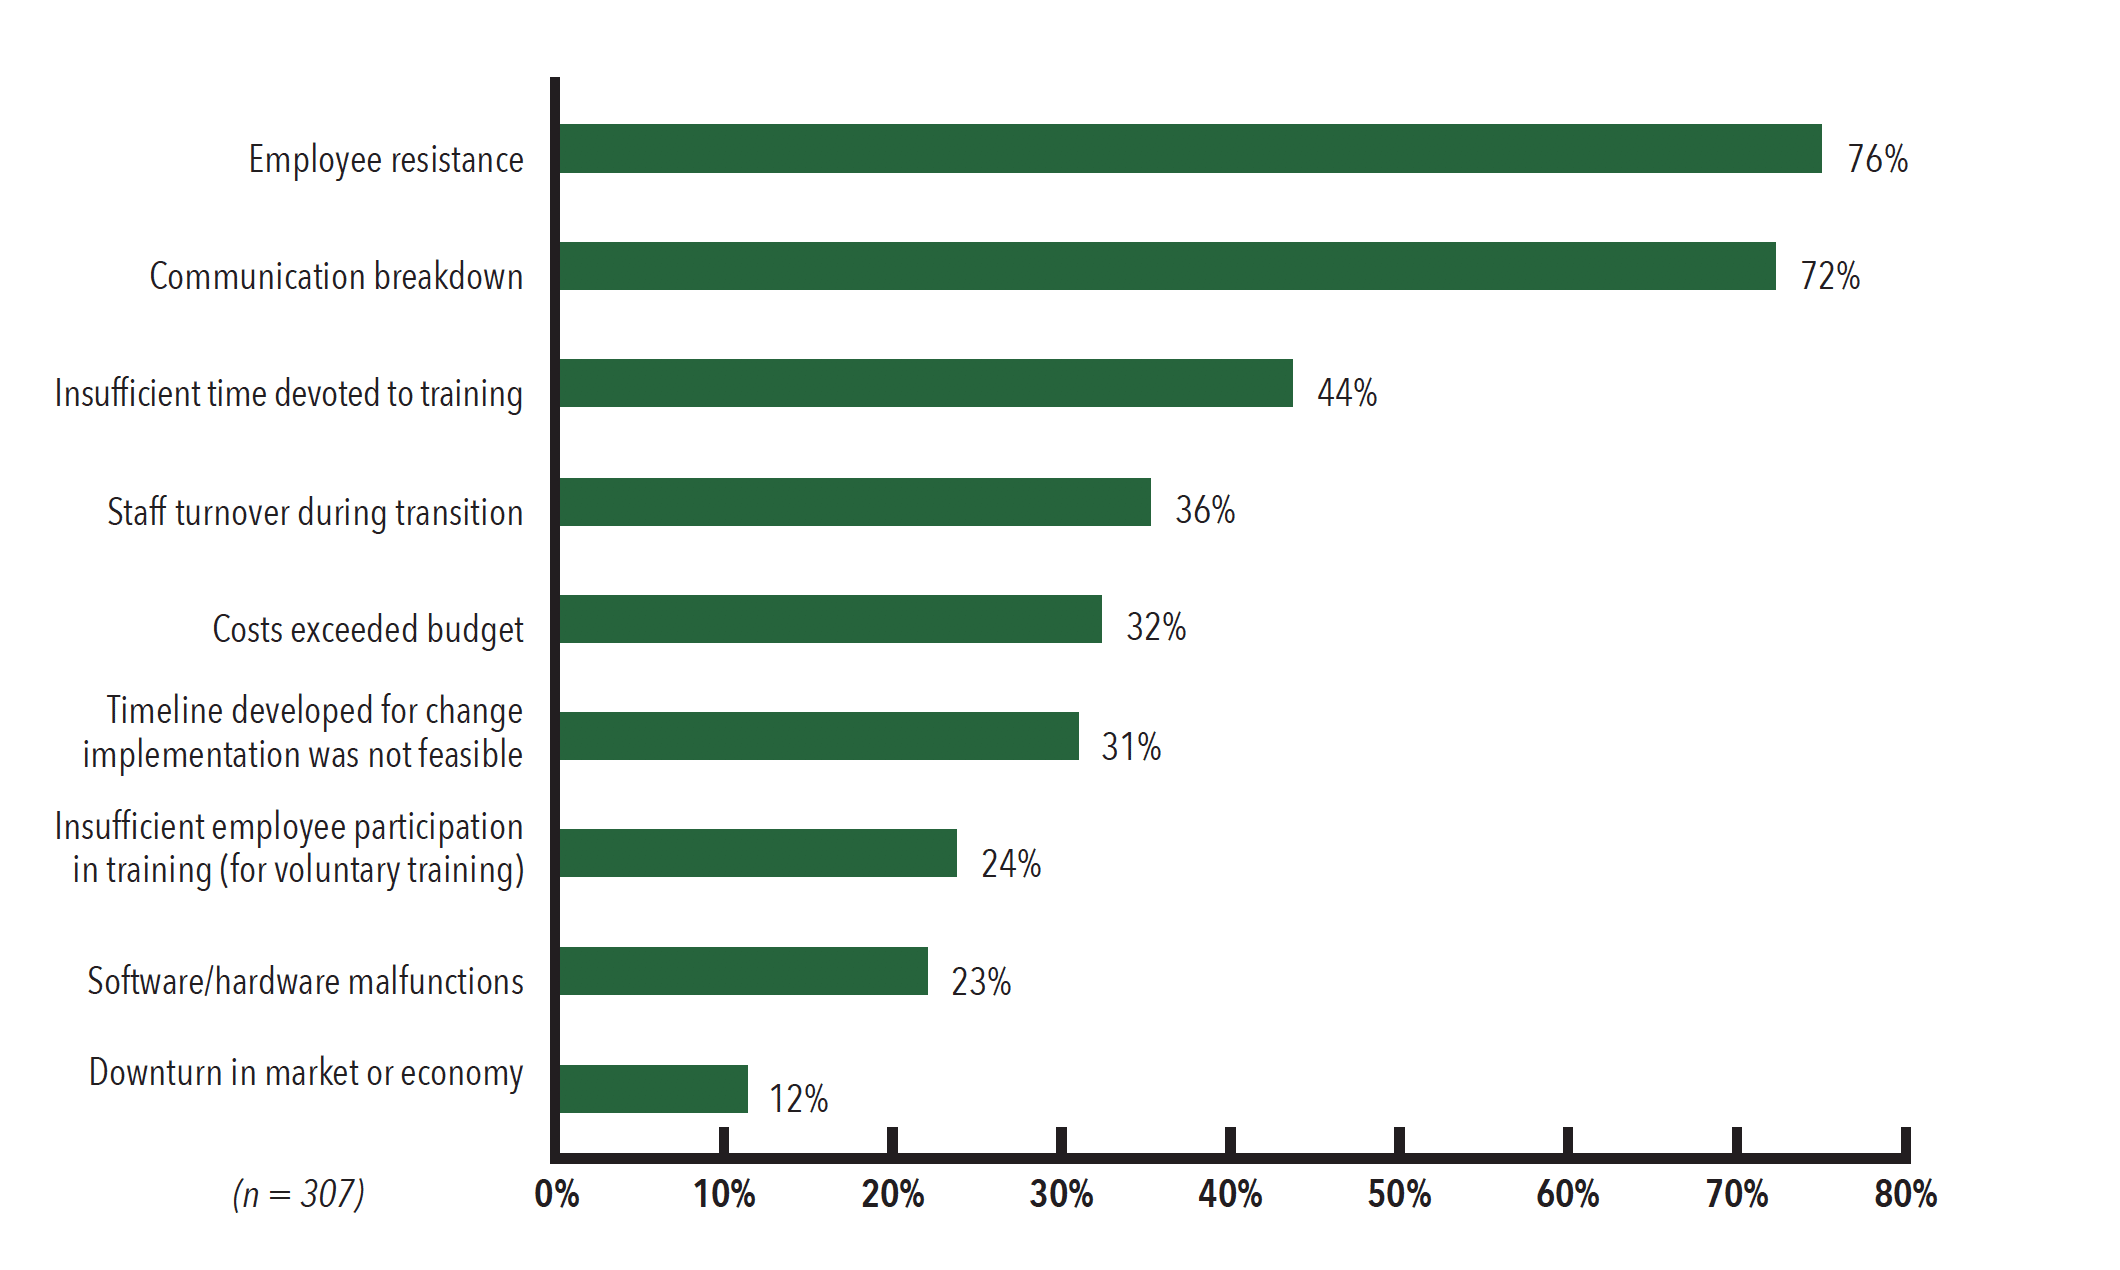 Employee resistance
76%
Communication breakdown
72%
Insufficient time devoted to training
44%
Staff turnover during transition
36%
Costs exceeded budget
32%
Timeline developed for change
implementation was not feasible
31%
Insufficient employee participation
in training (for voluntary training)
24%
Software/hardware malfunctions
23%
Downturn in market or economy
12%
(n = 307)
0% 10% 20% 30% 40% 50% 60% 70% 80%